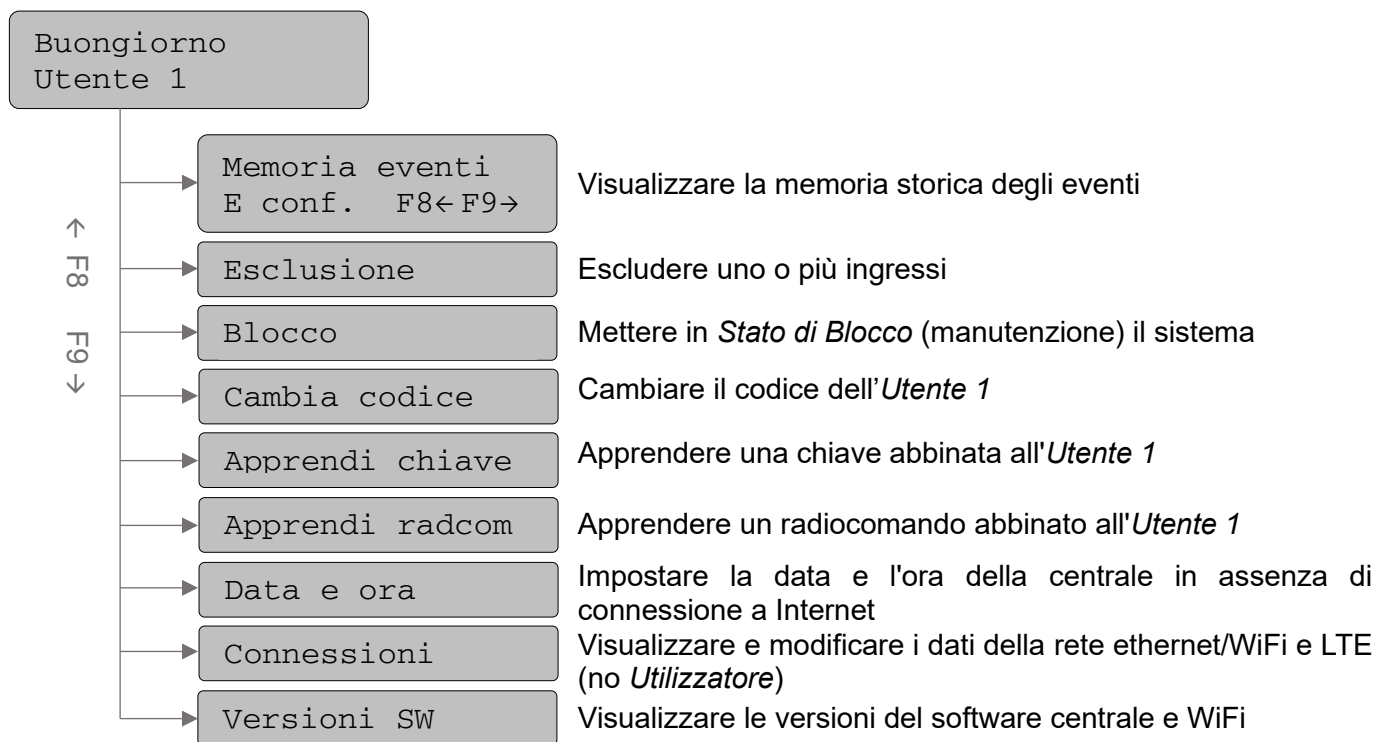 Buongiorno
Utente 1
Memoria eventi
E conf. F8← F9→
Visualizzare la memoria storica degli eventi
← F8 F9 →
Esclusione
Escludere uno o più ingressi
Blocco
Mettere in Stato di Blocco (manutenzione) il sistema
Cambia codice
Cambiare il codice dell’Utente 1
Apprendi chiave
Apprendere una chiave abbinata all'Utente 1
Apprendi radcom
Apprendere un radiocomando abbinato all'Utente 1
Data e ora
Impostare la data e l'ora della centrale in assenza di
connessione a Internet
Connessioni
Visualizzare e modificare i dati della rete ethernet/WiFi e LTE
(no Utilizzatore)
Versioni SW
Visualizzare le versioni del software centrale e WiFi